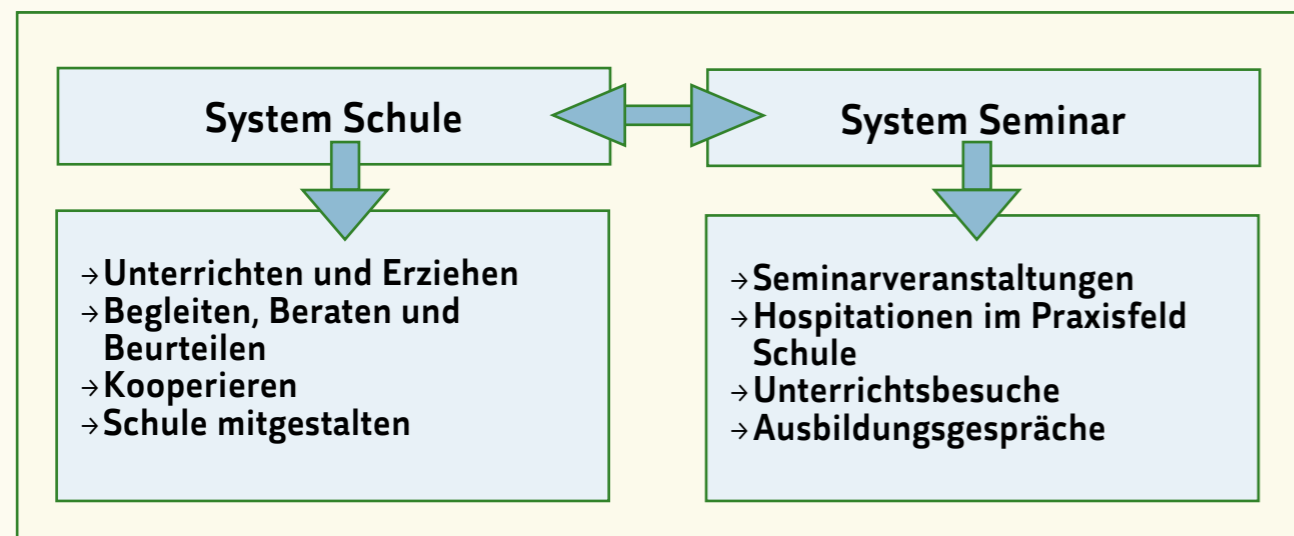 System Schule
→Unterrichten und Erziehen
→Begleiten, Beraten und
Beurteilen
→Kooperieren
→Schule mitgestalten
System Seminar
→Seminarveranstaltungen
→Hospitationen im Praxisfeld
Schule
→Unterrichtsbesuche
→Ausbildungsgespräche